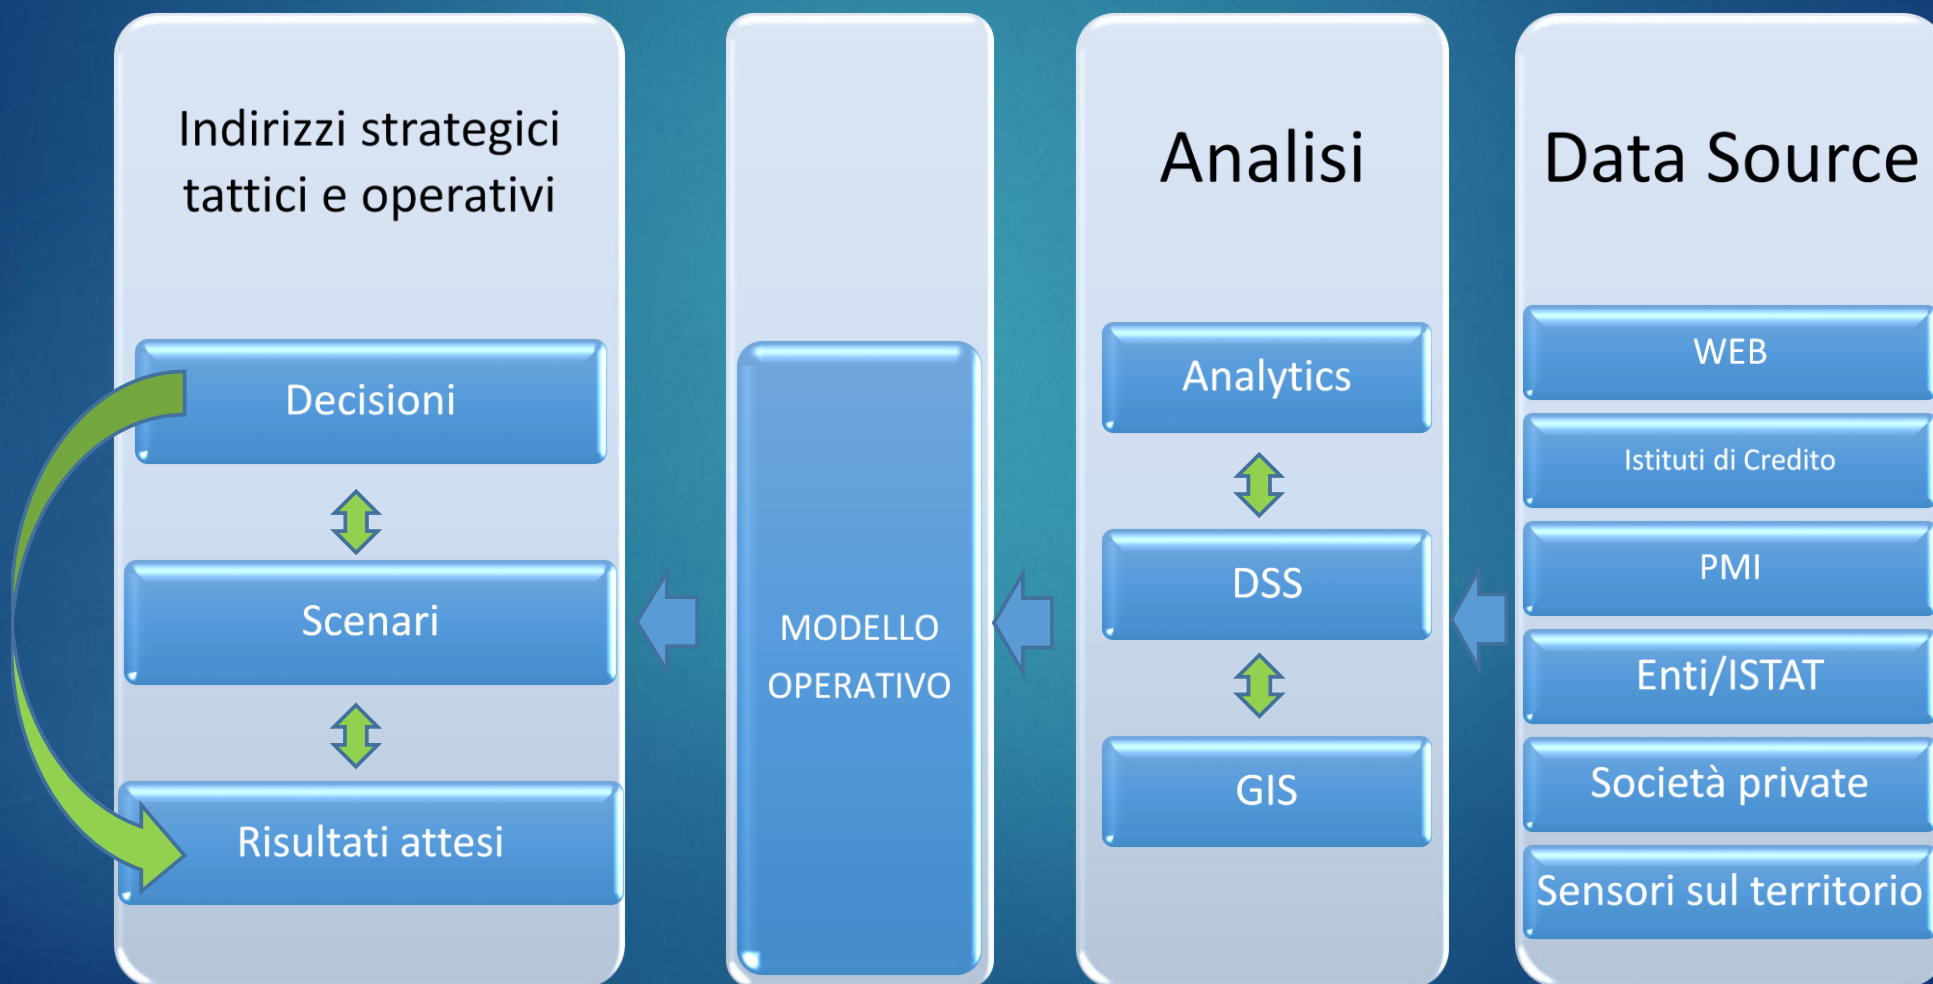 Indirizzi strategici
tattici e operativi
Decisioni
Scenari
Risultati attesi
MODELLO
OPERATIVO
Analisi
Analytics
DSS
GIS
Data Source
WEB
Istituti di Credito
PMI
Enti/ISTAT
Società private
Sensori sul territorio